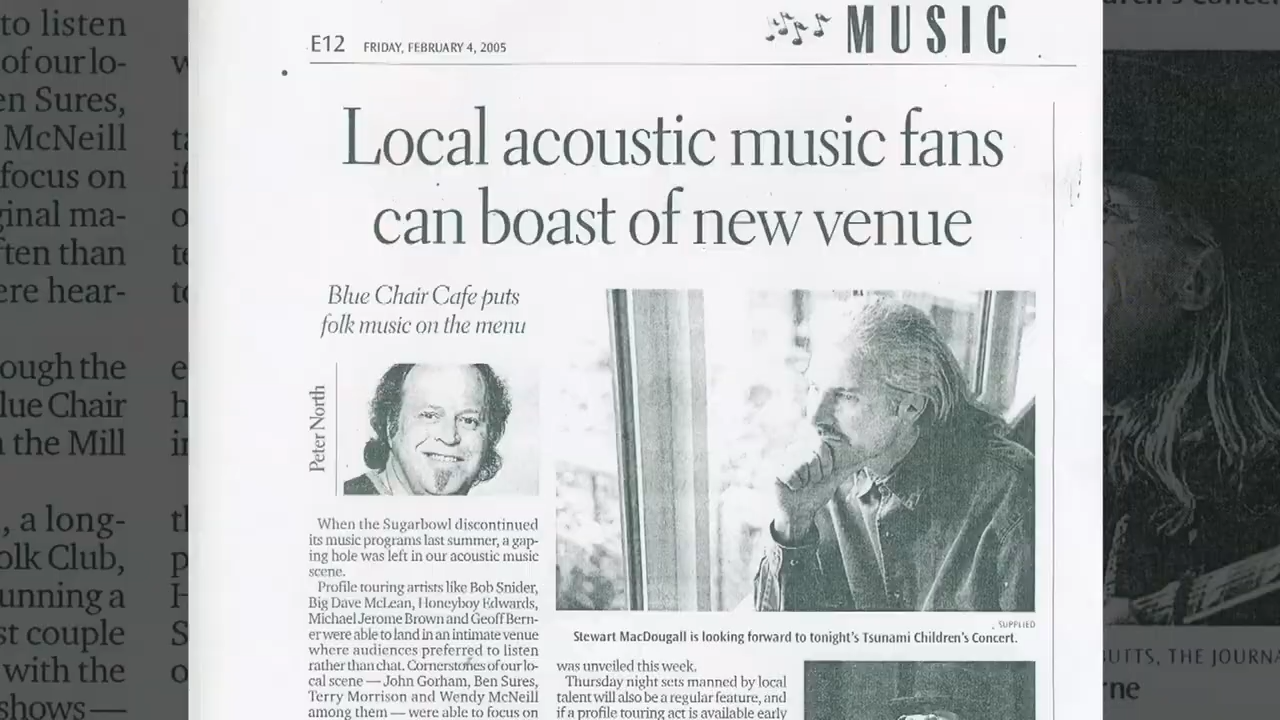 to listen
of our lo-
en Sures,
McNeill
focus on
ginal ma-
ften than
ere hear-
ough the
lue Chair
the Mill
, a long-
olk Club,
unning a
st couple
with the
shows —
MUSIC
E12 FRIDAY, FEBRUARY 4, 2005
Local acoustic music fans
can boast of new venue
Blue Chair Cafe puts
folk music on the menu
Peter North
When the Sugarbowl discontinued
its music programs last summer, a gap-
ing hole was left in our acoustic music
scene.
Profile touring artists like Bob Snider,
Big Dave McLean, Honeyboy Edwards,
Michael Jerome Brown and Geoff Bern-
er were able to land in an intimate venue
where audiences preferred to listen
rather than chat. Cornerstones of our lo-
cal scene — John Gorham, Ben Sures,
Terry Morrison and Wendy McNeill
among them — were able to focus on
SUPPLIED
Stewart MacDougall is looking forward to tonight's Tsunami Children's Concert.
was unveiled this week.
Thursday night sets manned by local
talent will also be a regular feature, and
if a profile touring act is available early
BUTTS, THE JOURNA
rne